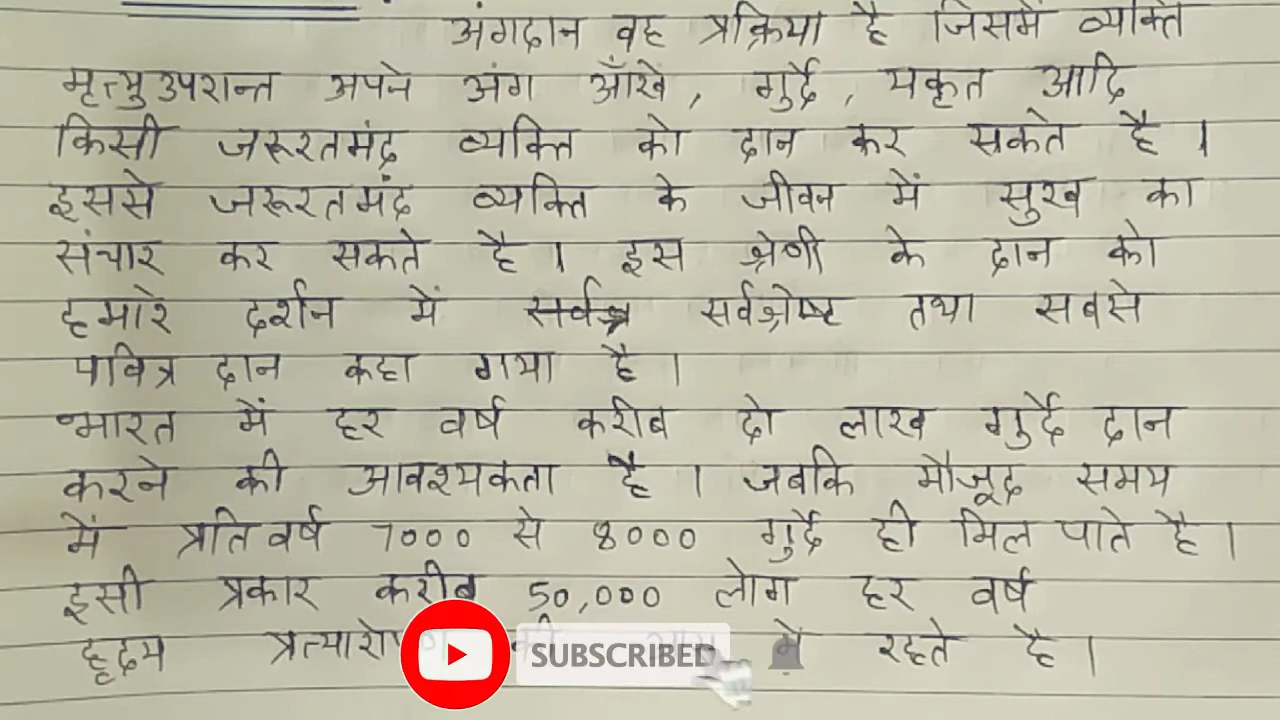 अंगदान वह प्रक्रिया है जिसमें व्यक्ति
मृत्युउपरान्त अपने अंग आँखे, गुर्दे, यकृत आदि
किसी जरूरतमंद व्यक्ति को दान कर सकते है ।
इससे जरूरतमंद व्यक्ति के जीवन में सुख का
संचार कर सकते है । इस श्रेणी के दान को
हमारे दर्शन में सर्वश्रेष्ट तथा सबसे
पवित्र दान कहा गया है ।
भारत में हर वर्ष करीब दो लाख गुर्दे दान
करने की आवश्यकता है । जबकि मौजूद समय
में प्रतिवर्ष 7000 से 8000 गुर्दे ही मिल पाते है ।
इसी प्रकार करीब 50,000 लोग हर वर्ष
हृदय में रहते है ।
SUBSCRIBED